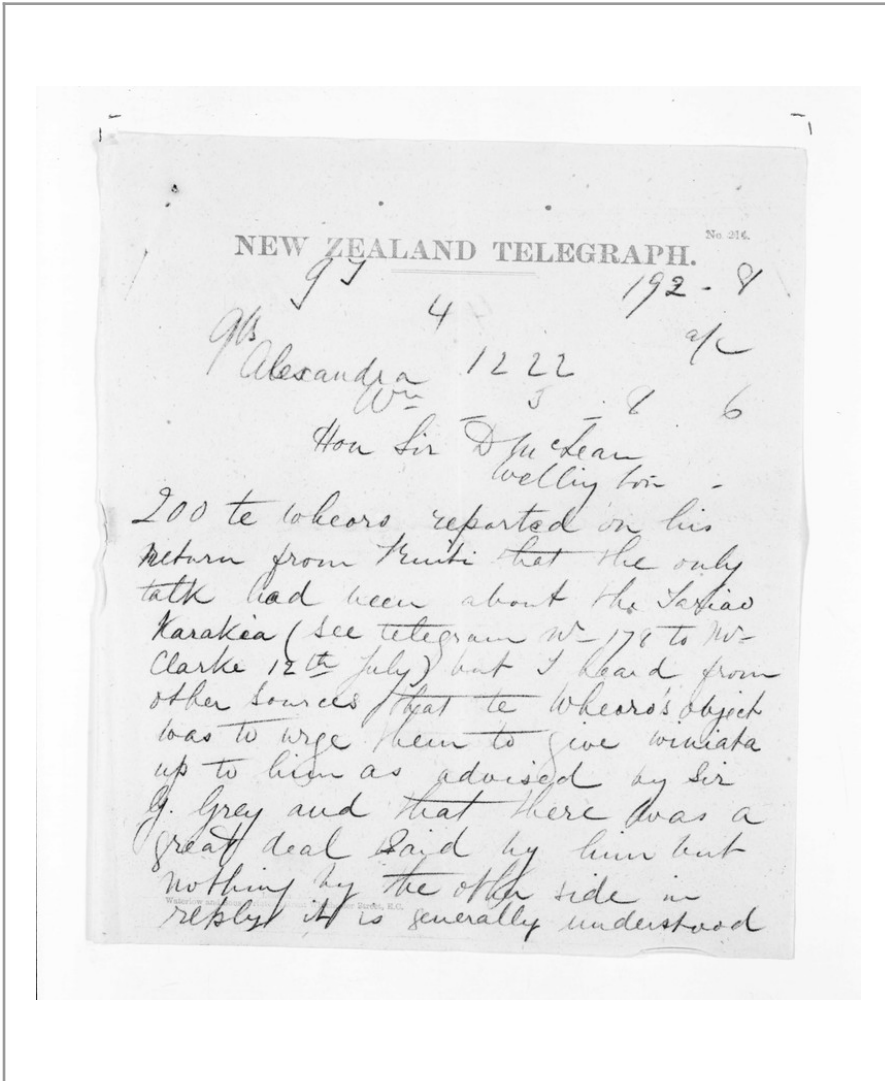 No. 214.
NEW ZEALAND TELEGRAPH.
192 - 8
4
a/c
Alexandra 1222
6
Hon Sir D McLean
Wellington -
200 te wheoro reported on his
return from Kuiti that the only
talk had been about the Tariao
Karakia (see telegram No 178 to Mr
Clarke 12th July) but I heard from
other sources that te Wheoro's object
was to urge them to give winiata
up to him as advised by Sir
G. Grey and that there was a
great deal said by him but
nothing by the other side in
reply it is generally understood